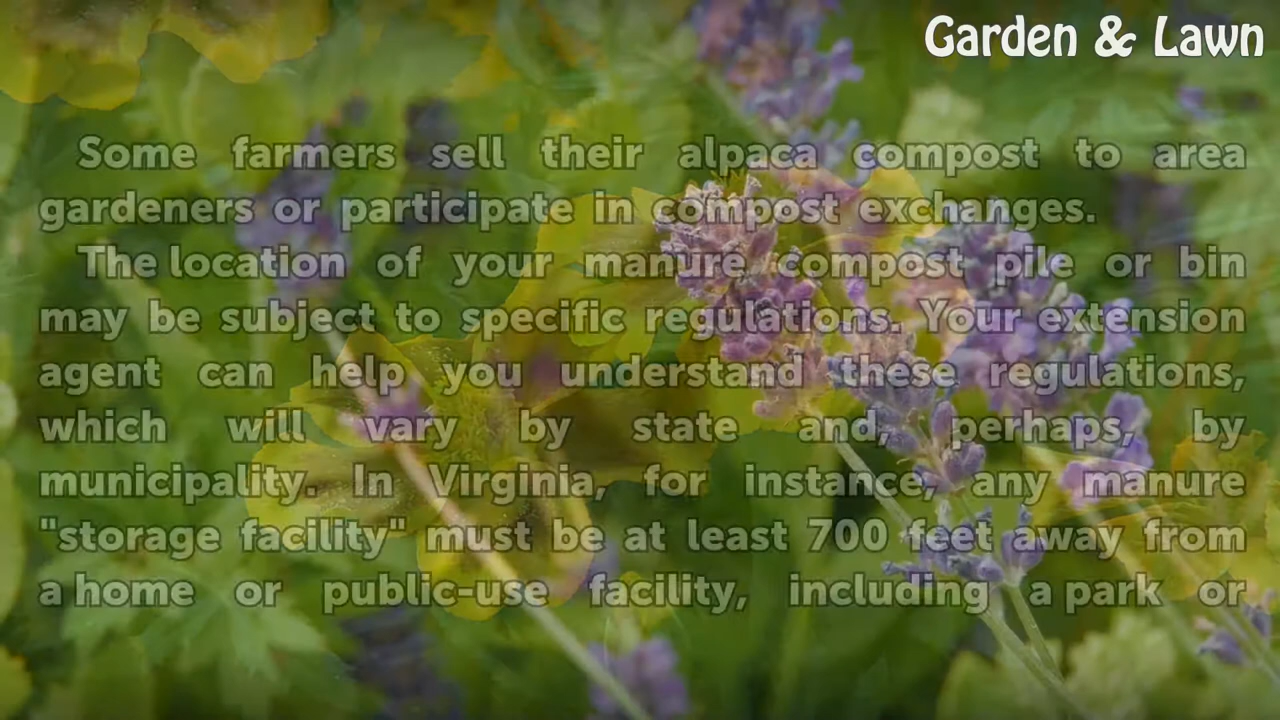 Garden & Lawn
Some farmers sell their alpaca compost to area
gardeners or participate in compost exchanges.
The location of your manure compost pile or bin
may be subject to specific regulations. Your extension
agent can help you understand these regulations,
which will vary by state and, perhaps, by
municipality. In Virginia, for instance, any manure
"storage facility" must be at least 700 feet away from
a home or public-use facility, including a park or